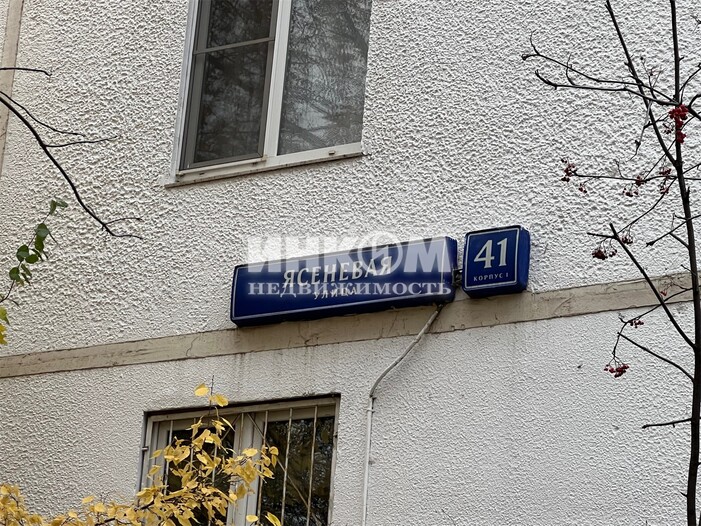 ЯСЕНЕВАЯ
УЛИЦА
41
КОРПУС 1
ИНКОМ
НЕДВИЖИМОСТЬ